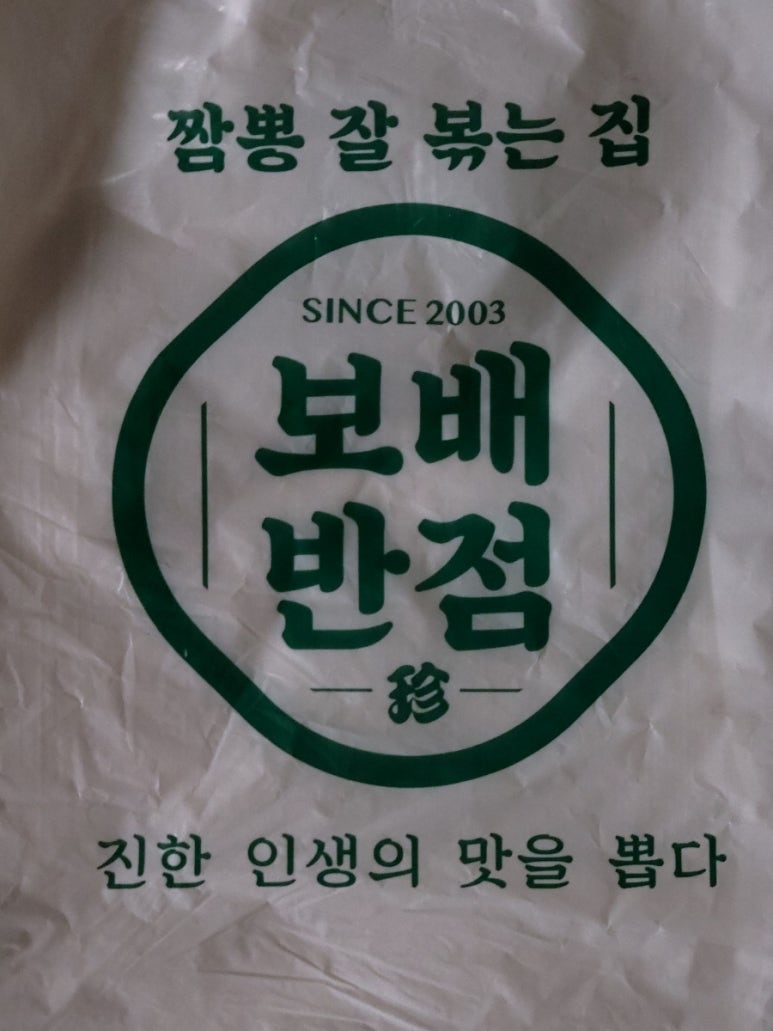 짬뽕 잘 볶는 집
SINCE 2003
보배
반점
珍
진한 인생의 맛을 뽑다